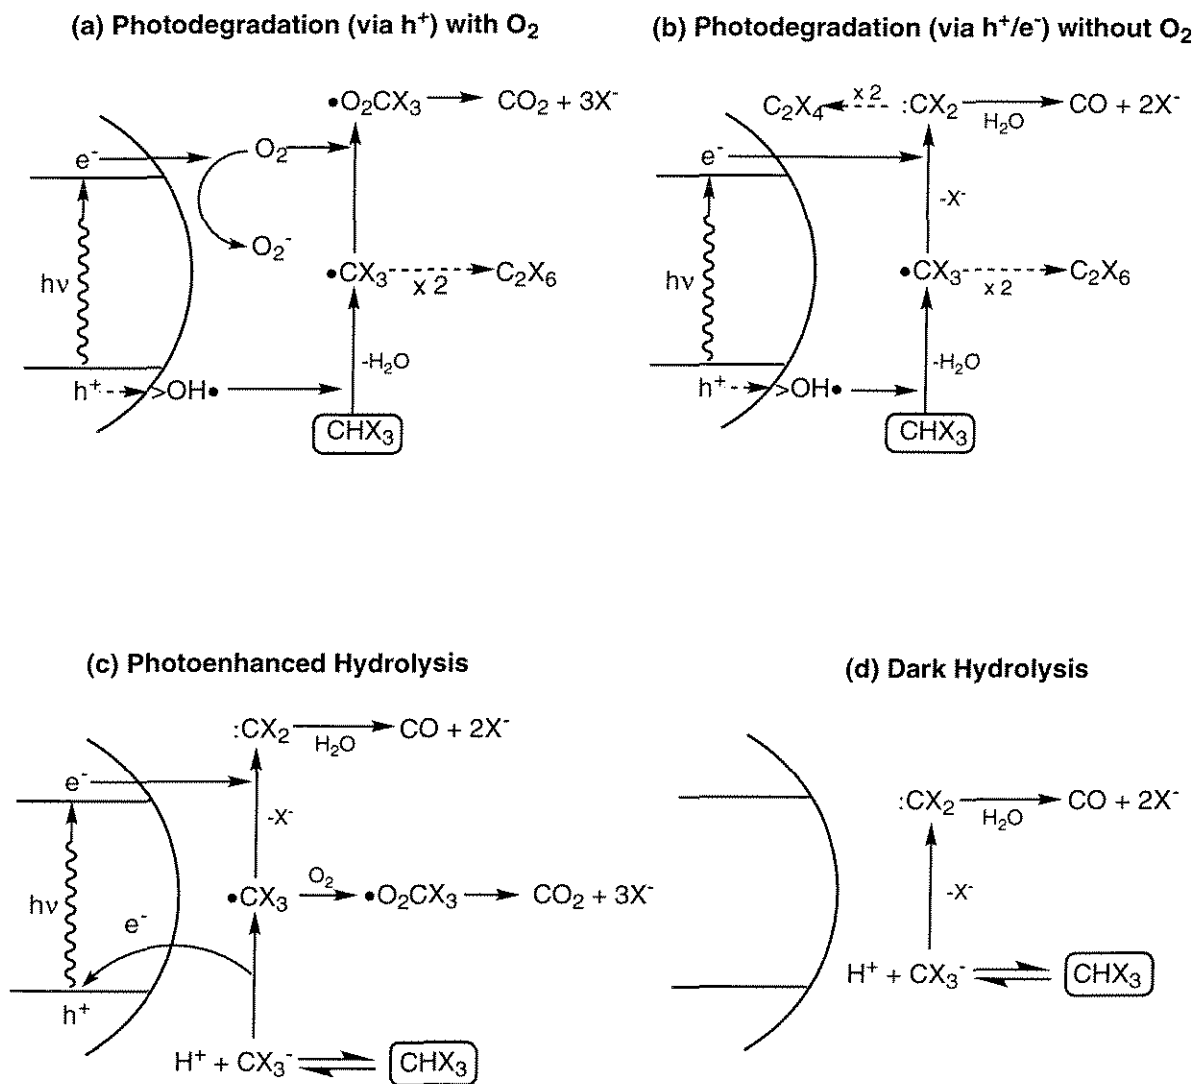 (a) Photodegradation (via h⁺) with O₂
•O₂CX₃ → CO₂ + 3X⁻
e⁻ O₂
O₂⁻
hν •CX₃ ⇢ C₂X₆
x 2
-H₂O
h⁺ ⇢ >OH•
CHX₃
(b) Photodegradation (via h⁺/e⁻) without O₂
C₂X₄ x 2 :CX₂ → CO + 2X⁻
H₂O
e⁻
-X⁻
hν •CX₃ ⇢ C₂X₆
x 2
-H₂O
h⁺ ⇢ >OH•
CHX₃
(c) Photoenhanced Hydrolysis
:CX₂ → CO + 2X⁻
H₂O
e⁻
-X⁻
O₂
hν •CX₃ → •O₂CX₃ → CO₂ + 3X⁻
e⁻
h⁺
H⁺ + CX₃⁻ ⇌ CHX₃
(d) Dark Hydrolysis
:CX₂ → CO + 2X⁻
H₂O
-X⁻
H⁺ + CX₃⁻ ⇌ CHX₃